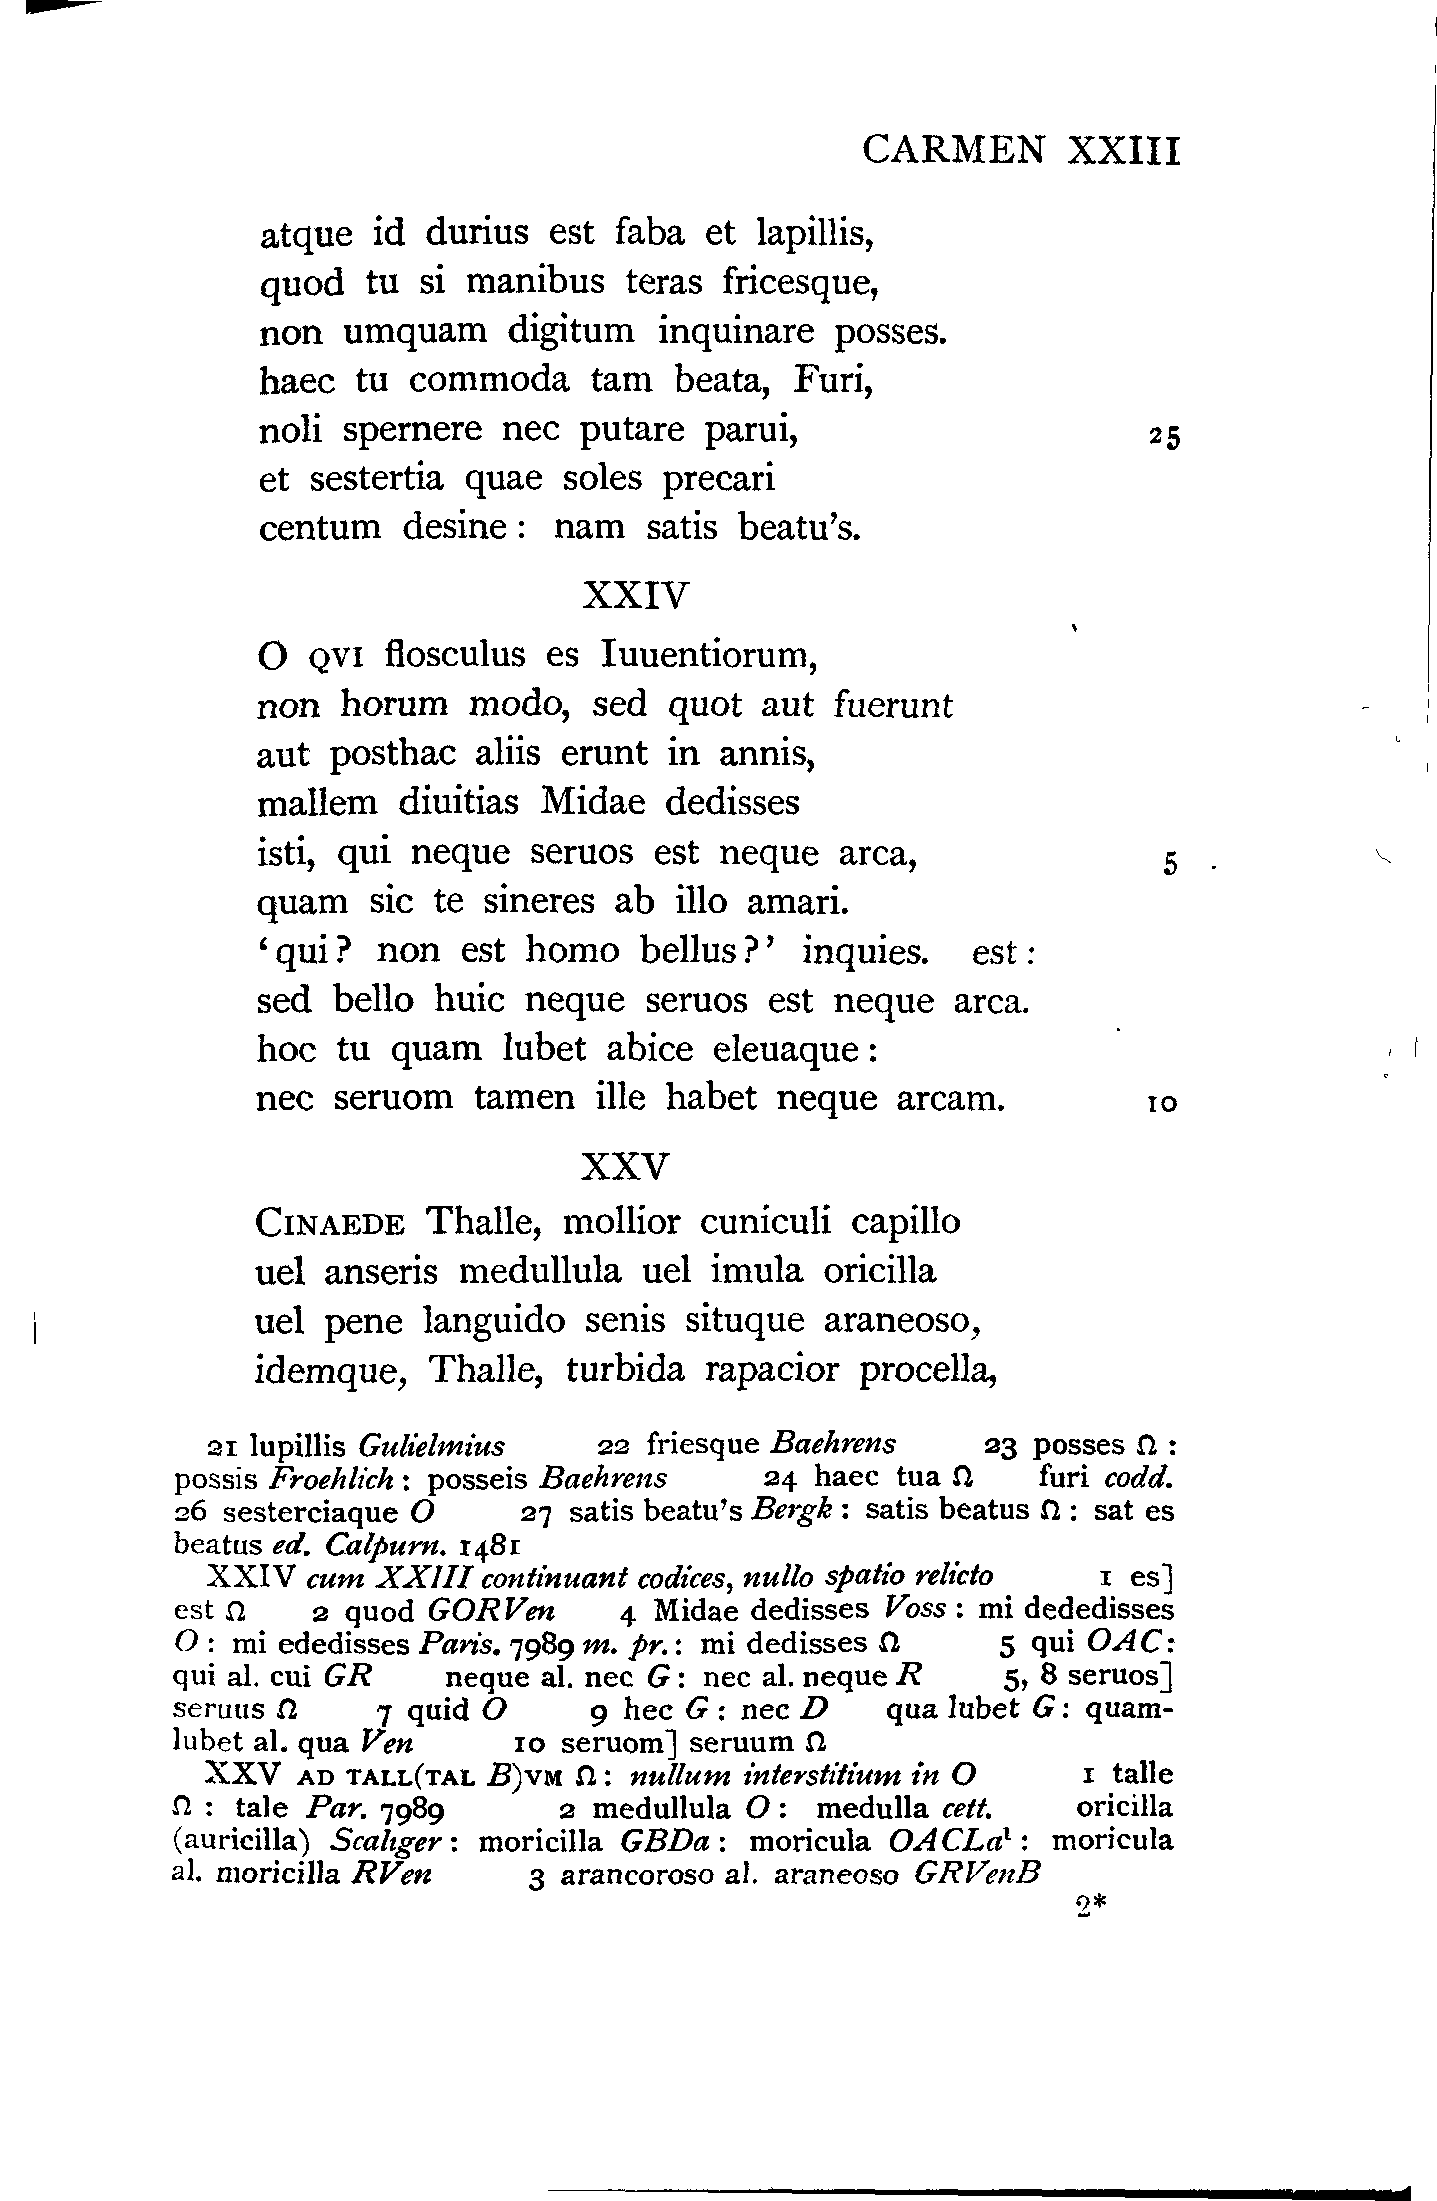 CARMEN XXIII
atque id durius est faba et lapillis,
quod tu si manibus teras fricesque,
non umquam digitum inquinare posses.
haec tu commoda tam beata, Furi,
noli spernere nec putare parui, 25
et sestertia quae soles precari
centum desine : nam satis beatu's.
XXIV
O QVI flosculus es Iuuentiorum,
non horum modo, sed quot aut fuerunt
aut posthac aliis erunt in annis,
mallem diuitias Midae dedisses
isti, qui neque seruos est neque arca, 5
quam sic te sineres ab illo amari.
‘qui? non est homo bellus?’ inquies. est :
sed bello huic neque seruos est neque arca.
hoc tu quam lubet abice eleuaque :
nec seruom tamen ille habet neque arcam. 10
XXV
CINAEDE Thalle, mollior cuniculi capillo
uel anseris medullula uel imula oricilla
uel pene languido senis situque araneoso,
idemque, Thalle, turbida rapacior procella,
21 lupillis Gulielmius 22 friesque Baehrens 23 posses Ω :
possis Froehlich : posseis Baehrens 24 haec tua Ω furi codd.
26 sesterciaque O 27 satis beatu's Bergk : satis beatus Ω : sat es
beatus ed. Calpurn. 1481
XXIV cum XXIII continuant codices, nullo spatio relicto 1 es]
est Ω 2 quod GORVen 4 Midae dedisses Voss : mi dededisses
O : mi ededisses Paris. 7989 m. pr. : mi dedisses Ω 5 qui OAC :
qui al. cui GR neque al. nec G : nec al. neque R 5, 8 seruos]
seruus Ω 7 quid O 9 hec G : nec D qua lubet G : quam-
lubet al. qua Ven 10 seruom] seruum Ω
XXV AD TALL(TAL B)VM Ω : nullum interstitium in O 1 talle
Ω : tale Par. 7989 2 medullula O : medulla cett. oricilla
(auricilla) Scaliger : moricilla GBDa : moricula OACLa¹ : moricula
al. moricilla RVen 3 arancoroso al. araneoso GRVenB
2*